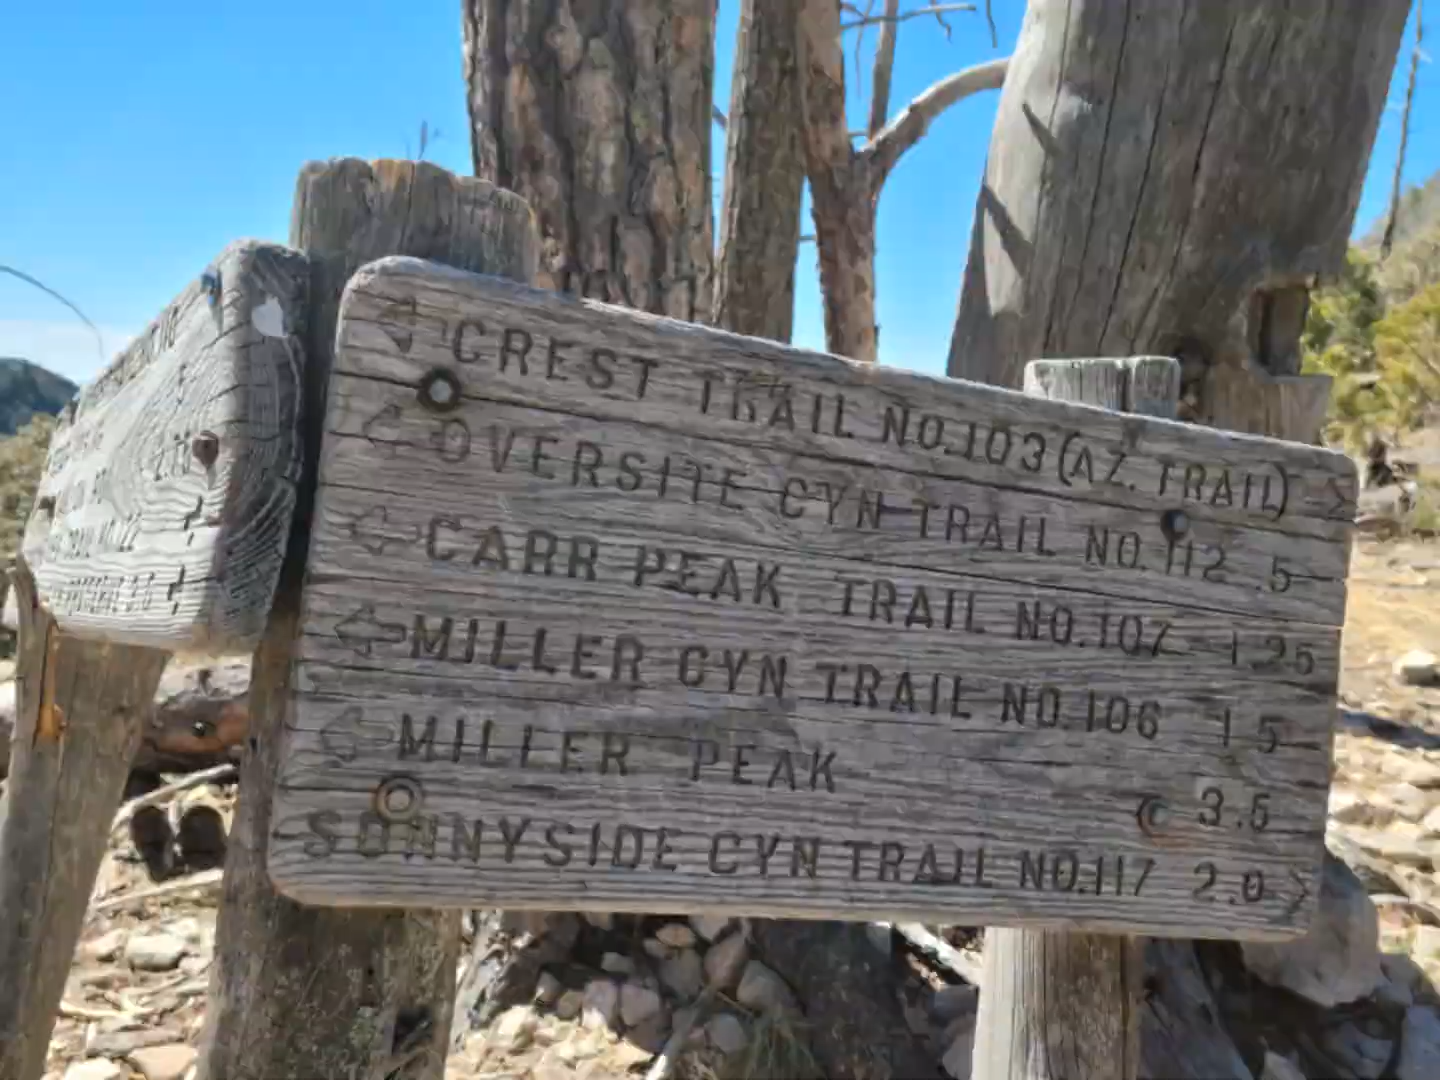 CREST TRAIL NO.103 (AZ. TRAIL)
OVERSITE CYN TRAIL NO. 112 .5
CARR PEAK TRAIL NO.107 1.25
MILLER CYN TRAIL NO.106 1.5
MILLER PEAK 3.5
SUNNYSIDE CYN TRAIL NO.117 2.0